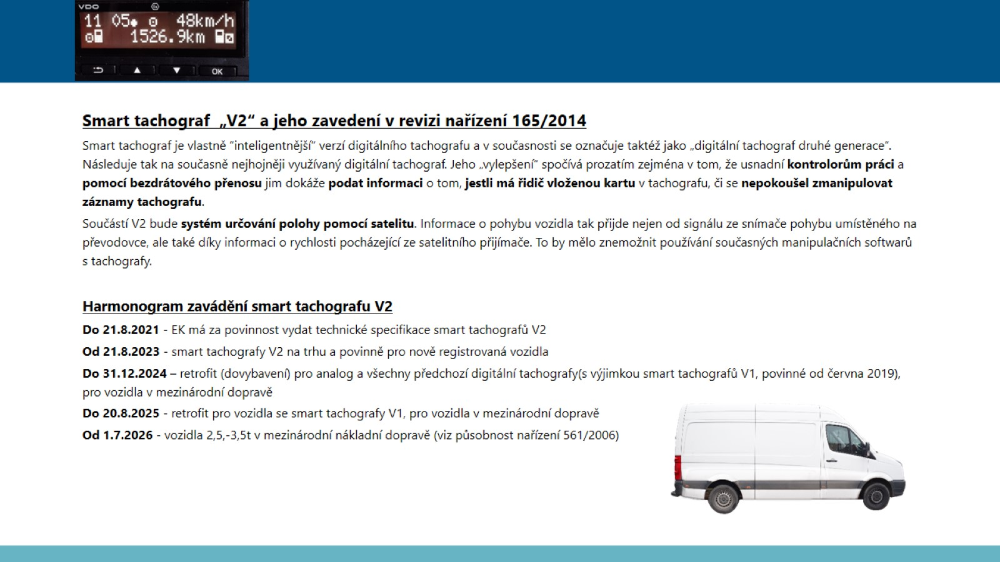 VDO
11 05 48km/h
1526.9km
OK
Smart tachograf „V2“ a jeho zavedení v revizi nařízení 165/2014
Smart tachograf je vlastně “inteligentnější“ verzí digitálního tachografu a v současnosti se označuje taktéž jako „digitální tachograf druhé generace“.
Následuje tak na současně nejhojněji využívaný digitální tachograf. Jeho „vylepšení“ spočívá prozatím zejména v tom, že usnadní kontrolorům práci a
pomocí bezdrátového přenosu jim dokáže podat informaci o tom, jestli má řidič vloženou kartu v tachografu, či se nepokoušel zmanipulovat
záznamy tachografu.
Součástí V2 bude systém určování polohy pomocí satelitu. Informace o pohybu vozidla tak přijde nejen od signálu ze snímače pohybu umístěného na
převodovce, ale také díky informaci o rychlosti pocházející ze satelitního přijímače. To by mělo znemožnit používání současných manipulačních softwarů
s tachografy.
Harmonogram zavádění smart tachografu V2
Do 21.8.2021 - EK má za povinnost vydat technické specifikace smart tachografů V2
Od 21.8.2023 - smart tachografy V2 na trhu a povinně pro nově registrovaná vozidla
Do 31.12.2024 – retrofit (dovybavení) pro analog a všechny předchozí digitální tachografy(s výjimkou smart tachografů V1, povinné od června 2019),
pro vozidla v mezinárodní dopravě
Do 20.8.2025 - retrofit pro vozidla se smart tachografy V1, pro vozidla v mezinárodní dopravě
Od 1.7.2026 - vozidla 2,5,-3,5t v mezinárodní nákladní dopravě (viz působnost nařízení 561/2006)